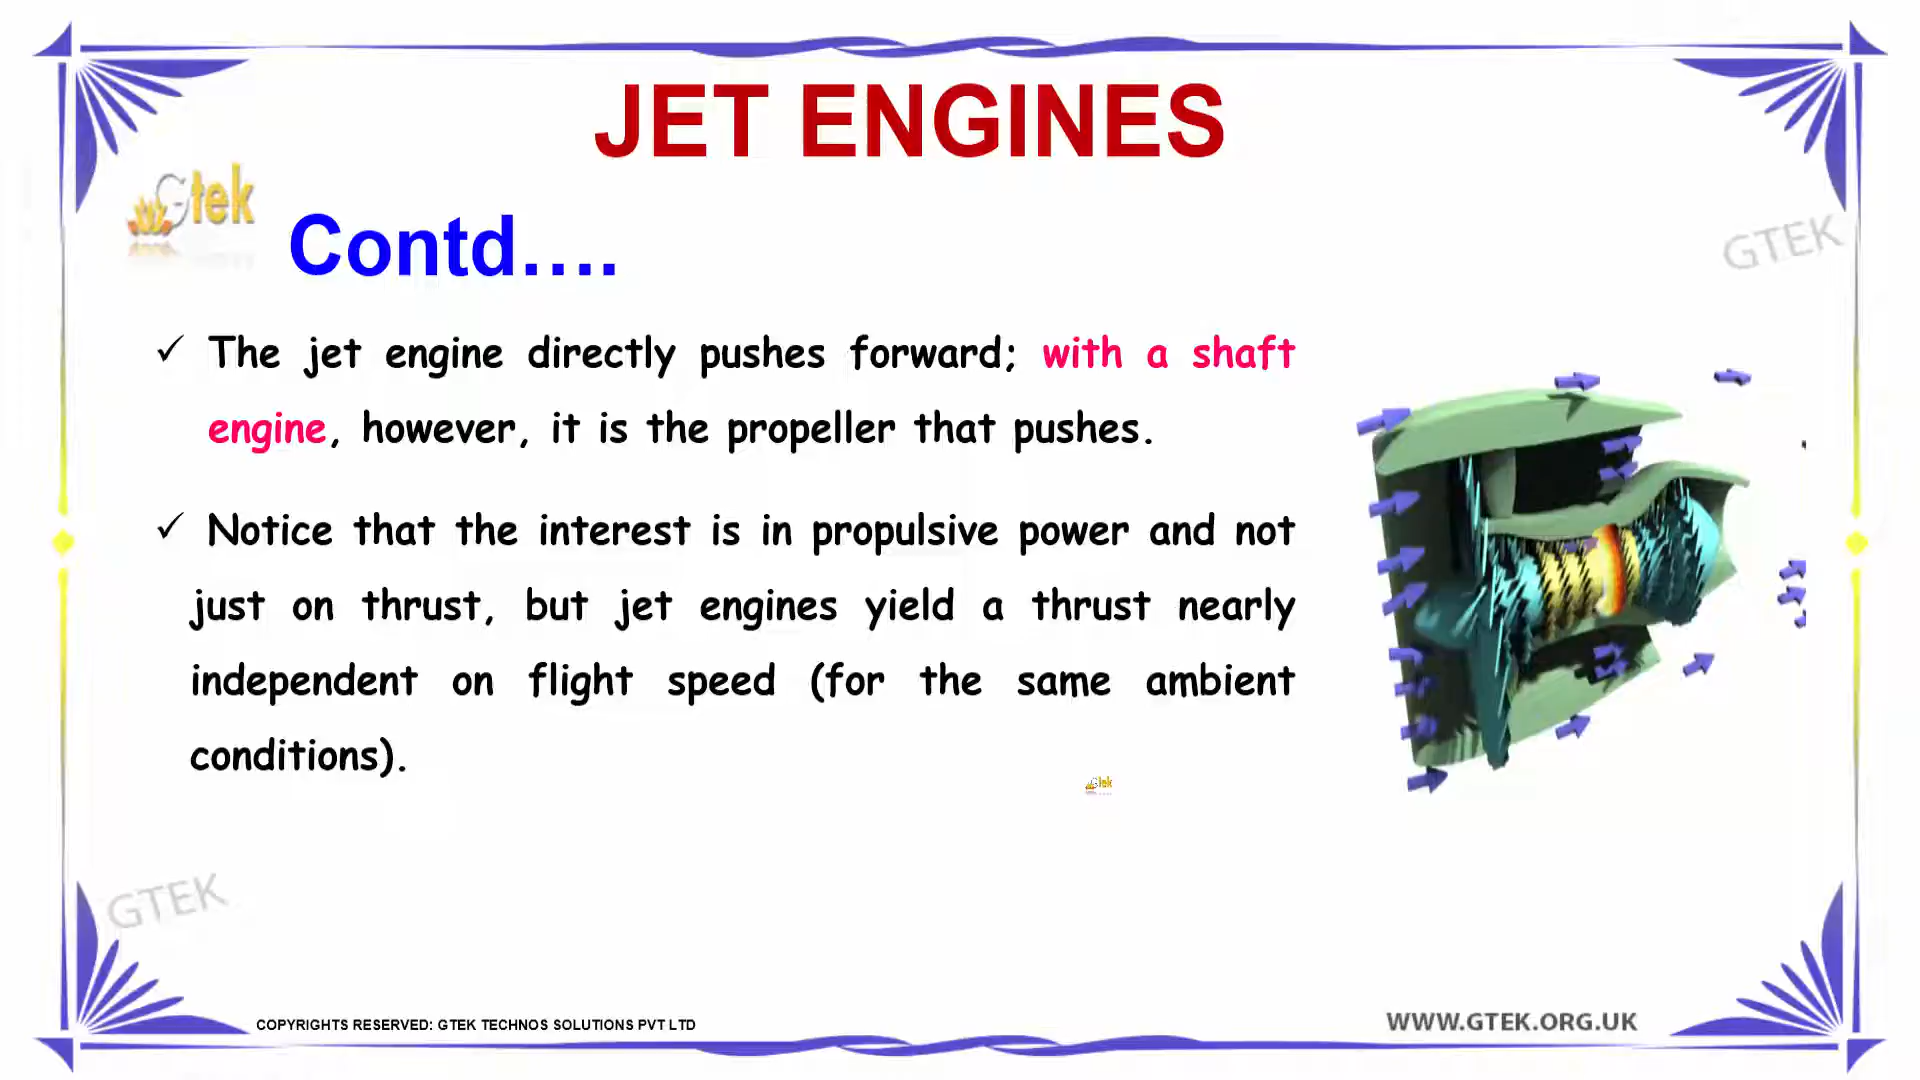 JET ENGINES
Gtek
Contd....
GTEK
✓ The jet engine directly pushes forward; with a shaft
engine, however, it is the propeller that pushes.
✓ Notice that the interest is in propulsive power and not
just on thrust, but jet engines yield a thrust nearly
independent on flight speed (for the same ambient
conditions).
Gtek
GTEK
COPYRIGHTS RESERVED: GTEK TECHNOS SOLUTIONS PVT LTD
WWW.GTEK.ORG.UK